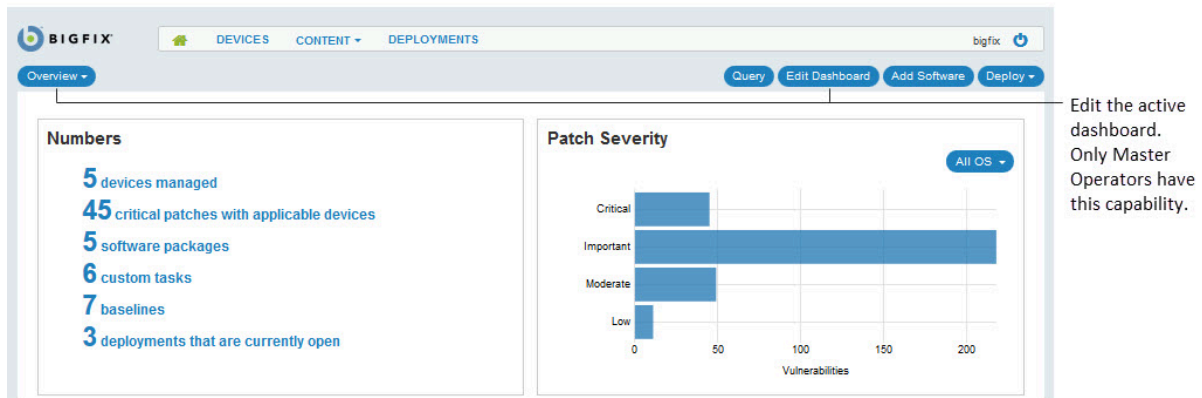 BIGFIX
DEVICES
CONTENT
DEPLOYMENTS
bigfix
Overview
Query
Edit Dashboard
Add Software
Deploy
Edit the active
dashboard.
Only Master
Operators have
this capability.
Numbers
5 devices managed
45 critical patches with applicable devices
5 software packages
6 custom tasks
7 baselines
3 deployments that are currently open
Patch Severity
All OS
Critical
Important
Moderate
Low
0 50 100 150 200
Vulnerabilities